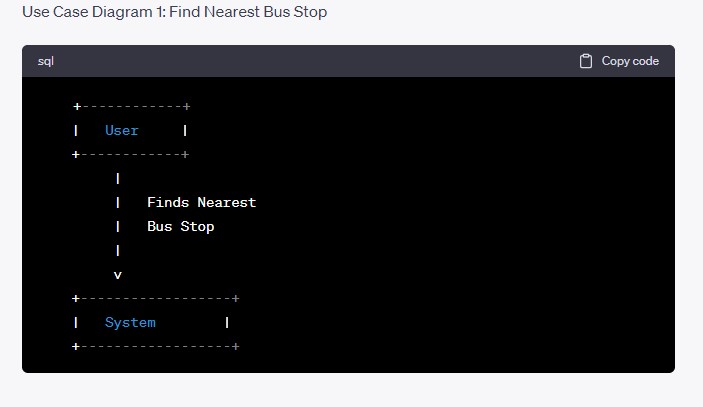 Use Case Diagram 1: Find Nearest Bus Stop
sql
Copy code
+------------+
|   User     |
+------------+
|
|   Finds Nearest
|   Bus Stop
|
v
+------------------+
|   System        |
+------------------+